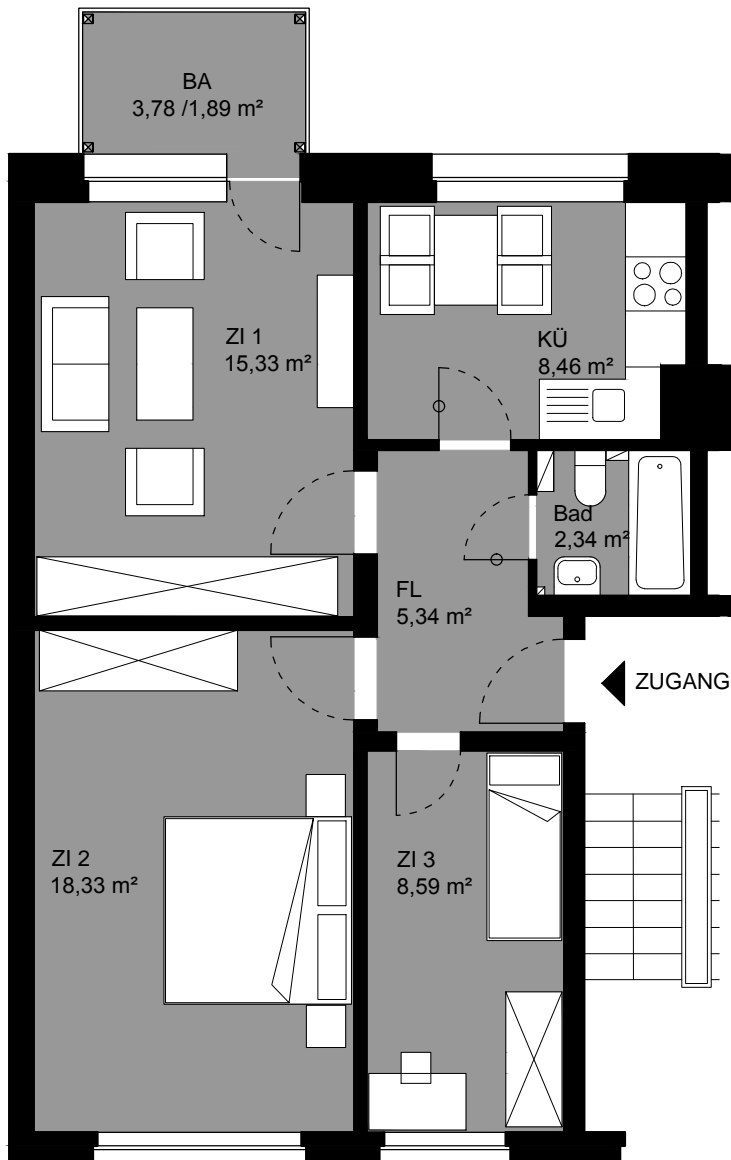 BA
3,78 /1,89 m²
ZI 1
15,33 m²
KÜ
8,46 m²
Bad
2,34 m²
FL
5,34 m²
ZUGANG
ZI 2
18,33 m²
ZI 3
8,59 m²